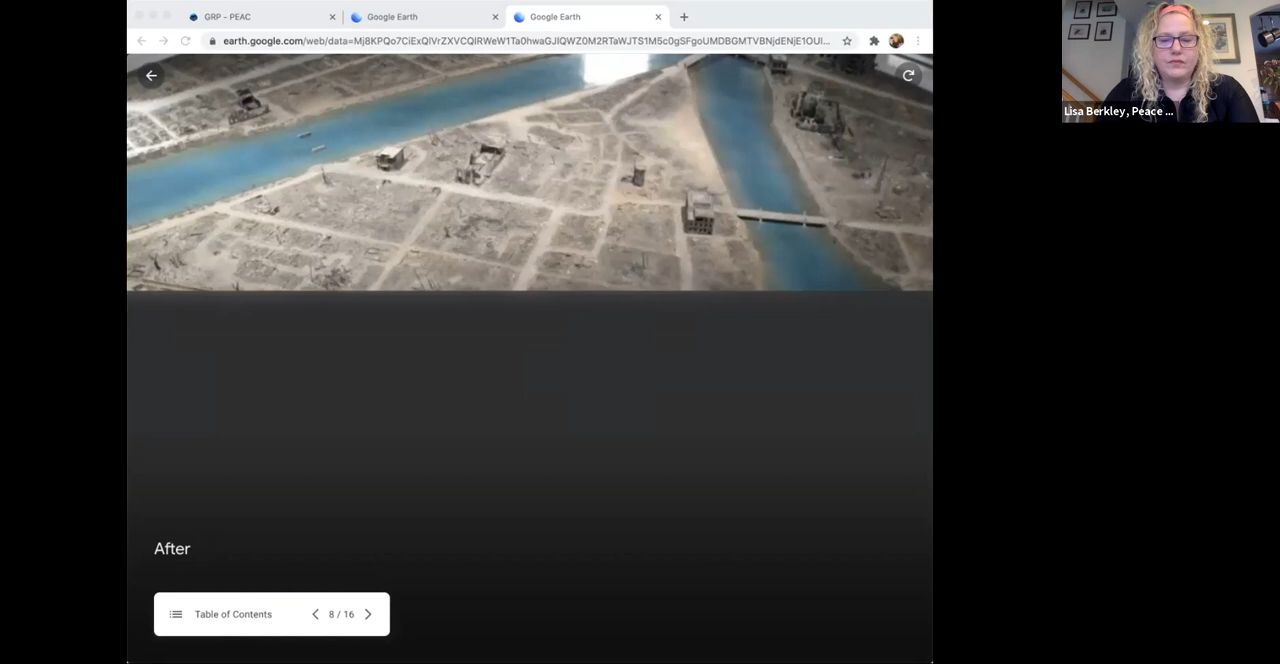 GRP - PEAC
Google Earth
Google Earth
earth.google.com/web/data=Mj8KPQo7CiExQlVrZXVCQlRWeW1Ta0hwaGJlQWZ0M2RTaWJTS1M5c0gSFgoUMDBGMTVBNjdENjE1OUl...
Lisa Berkley, Peace ...
After
Table of Contents
8 / 16